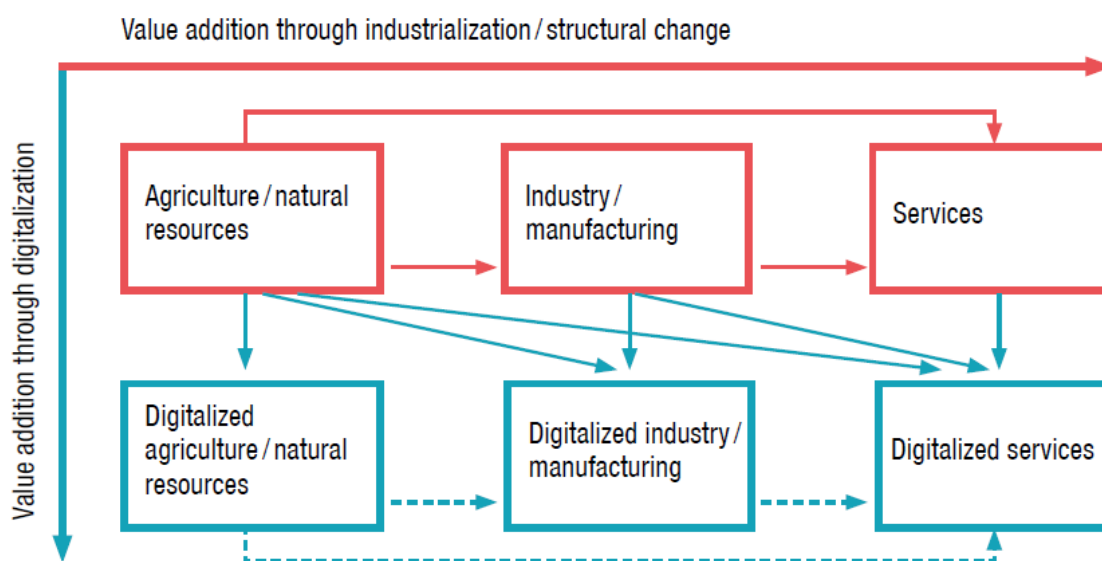 Value addition through industrialization/structural change
Value addition through digitalization
Agriculture/natural
resources
Industry/
manufacturing
Services
Digitalized
agriculture/natural
resources
Digitalized industry/
manufacturing
Digitalized services